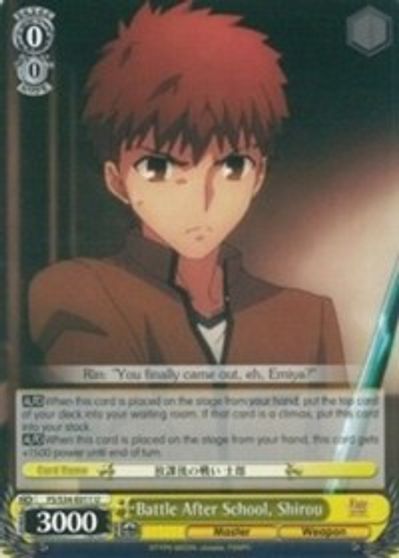 0
0
Rin: "You finally came out, eh, Emiya?"
AUTO When this card is placed on the stage from your hand, put the top card
of your deck into your waiting room. If that card is a climax, put this card
into your stock.
AUTO When this card is placed on the stage from your hand, this card gets
+1500 power until end of turn.
Card Name 放課後の戦い 士郎
Battle After School, Shirou
3000
Master Weapon